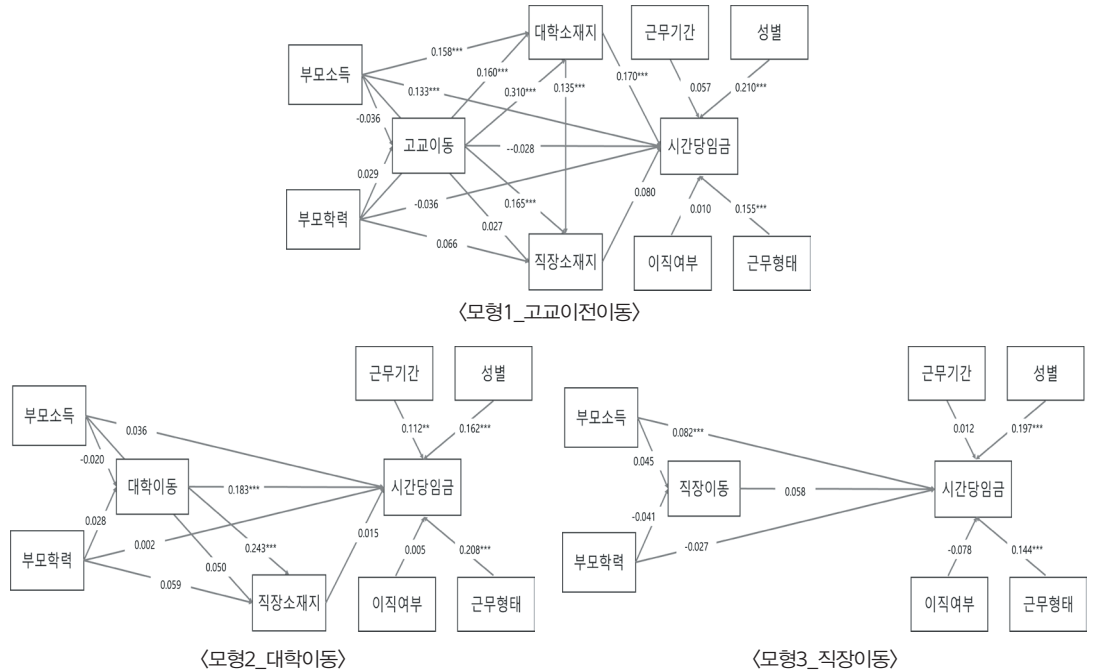 대학소재지
근무기간
성별
부모소득
0.158***
0.160***
0.170***
0.133***
0.310***
0.135***
0.057
0.210***
-0.036
고교이동
--0.028
시간당임금
0.029
부모학력
-0.036
0.165***
0.080
0.027
0.010
0.155***
0.066
직장소재지
이직여부
근무형태
〈모형1_고교이전이동〉
근무기간
성별
부모소득
0.036
0.112**
0.162***
-0.020
대학이동
0.183***
시간당임금
0.028
부모학력
0.002
0.243***
0.015
0.050
0.059
0.005
0.208***
직장소재지
이직여부
근무형태
〈모형2_대학이동〉
근무기간
성별
부모소득
0.082***
0.012
0.197***
0.045
직장이동
0.058
시간당임금
-0.041
부모학력
-0.027
-0.078
0.144***
이직여부
근무형태
〈모형3_직장이동〉